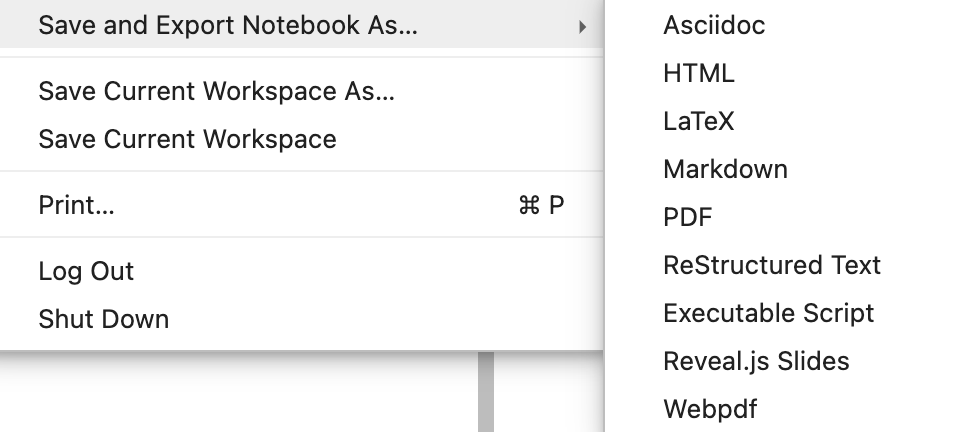 Save and Export Notebook As...
Save Current Workspace As...
Save Current Workspace
Print...
⌘ P
Log Out
Shut Down
Asciidoc
HTML
LaTeX
Markdown
PDF
ReStructured Text
Executable Script
Reveal.js Slides
Webpdf